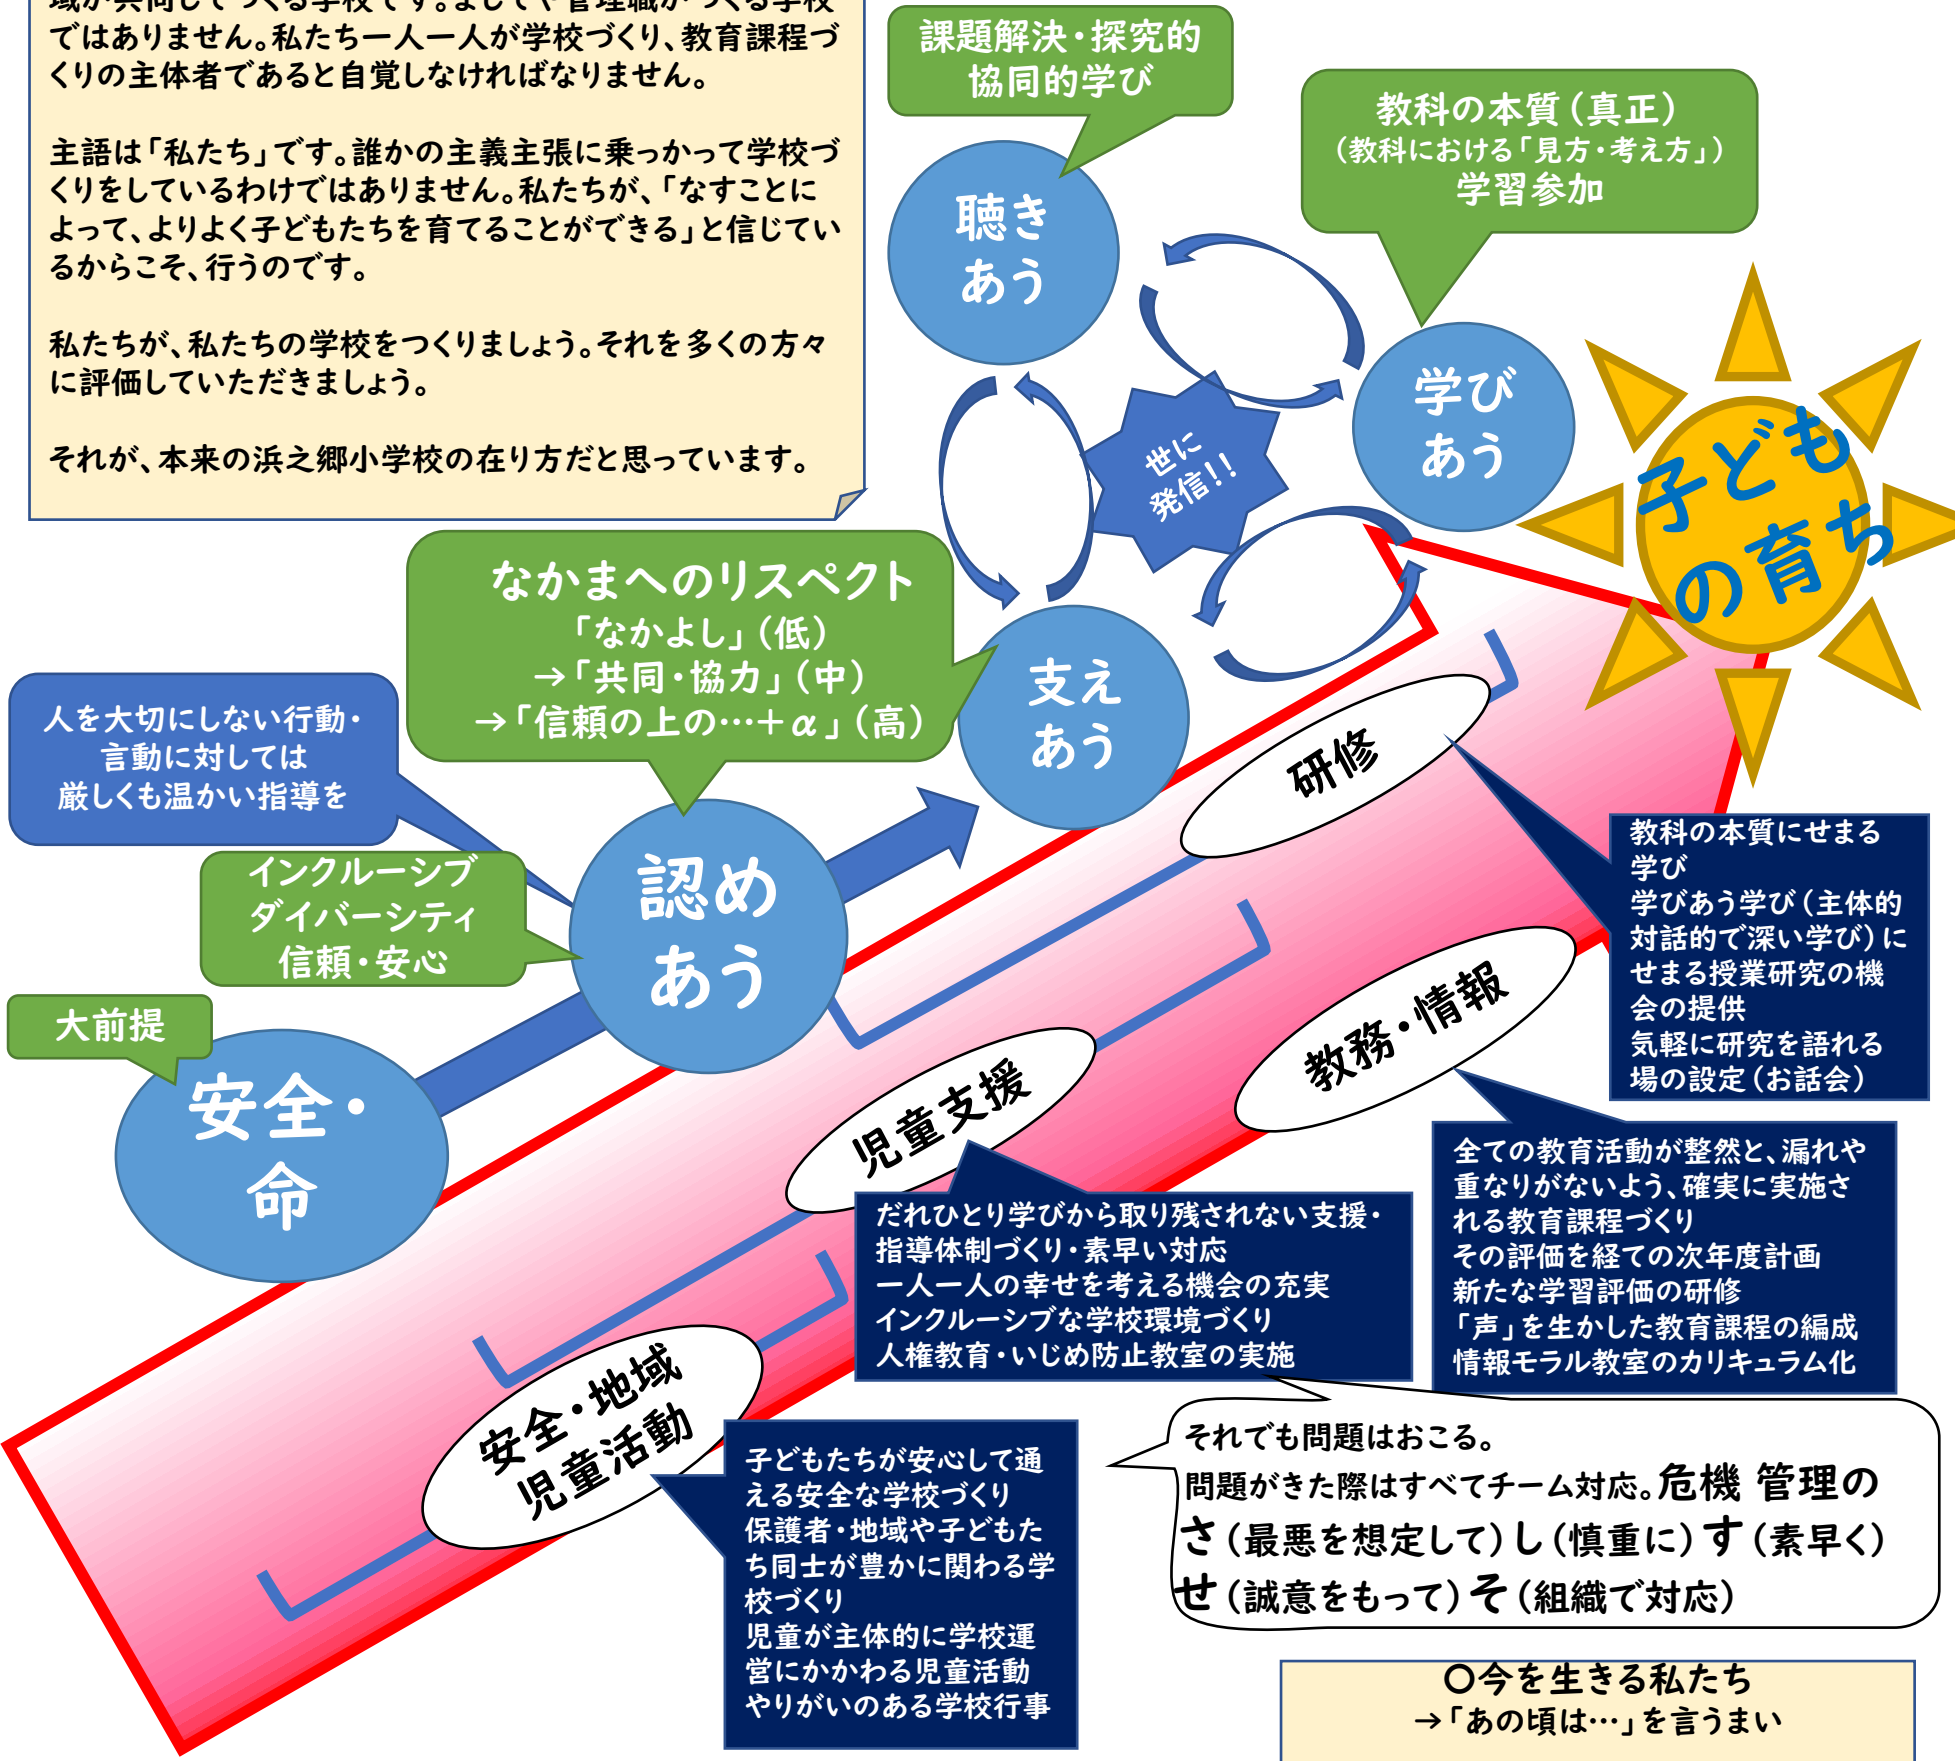 域が共同してつくる学校です。ましてや管理職がつくる学校
ではありません。私たち一人一人が学校づくり、教育課程づ
くりの主体者であると自覚しなければなりません。
主語は「私たち」です。誰かの主義主張に乗っかって学校づ
くりをしているわけではありません。私たちが、「なすことに
よって、よりよく子どもたちを育てることができる」と信じてい
るからこそ、行うのです。
私たちが、私たちの学校をつくりましょう。それを多くの方々
に評価していただきましょう。
それが、本来の浜之郷小学校の在り方だと思っています。
課題解決・探究的
協同的学び
教科の本質（真正）
（教科における「見方・考え方」）
学習参加
聴き
あう
学び
あう
世に
発信！！
子ども
の育ち
なかまへのリスペクト
「なかよし」（低）
→「共同・協力」（中）
→「信頼の上の…＋α」（高）
支え
あう
人を大切にしない行動・
言動に対しては
厳しくも温かい指導を
インクルーシブ
ダイバーシティ
信頼・安心
認め
あう
大前提
安全・
命
研修
教科の本質にせまる
学び
学びあう学び（主体的
対話的で深い学び）に
せまる授業研究の機
会の提供
気軽に研究を語れる
場の設定（お話会）
教務・情報
全ての教育活動が整然と、漏れや
重なりがないよう、確実に実施さ
れる教育課程づくり
その評価を経ての次年度計画
新たな学習評価の研修
「声」を生かした教育課程の編成
情報モラル教室のカリキュラム化
児童支援
だれひとり学びから取り残されない支援・
指導体制づくり・素早い対応
一人一人の幸せを考える機会の充実
インクルーシブな学校環境づくり
人権教育・いじめ防止教室の実施
安全・地域
児童活動
子どもたちが安心して通
える安全な学校づくり
保護者・地域や子どもた
ち同士が豊かに関わる学
校づくり
児童が主体的に学校運
営にかかわる児童活動
やりがいのある学校行事
それでも問題はおこる。
問題がきた際はすべてチーム対応。危機 管理の
さ（最悪を想定して）し（慎重に）す（素早く）
せ（誠意をもって）そ（組織で対応）
〇今を生きる私たち
→「あの頃は…」を言うまい